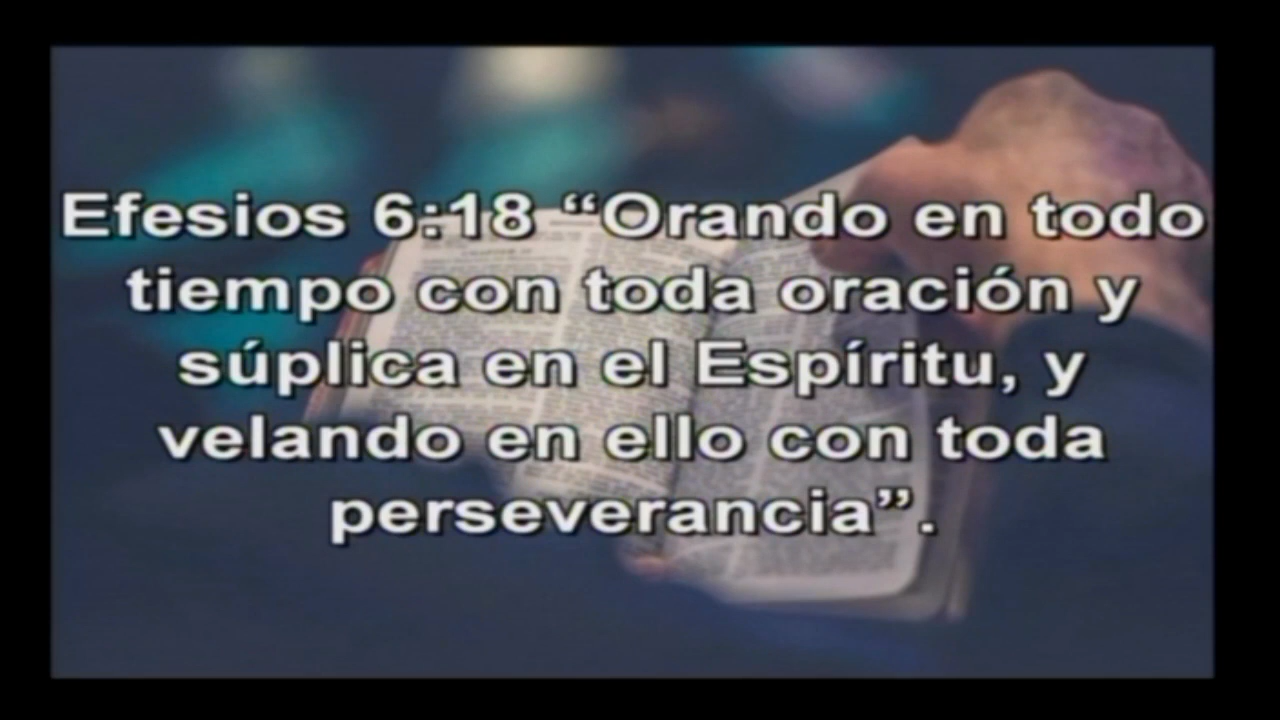 Efesios 6:18 “Orando en todo
tiempo con toda oración y
súplica en el Espíritu, y
velando en ello con toda
perseverancia”.